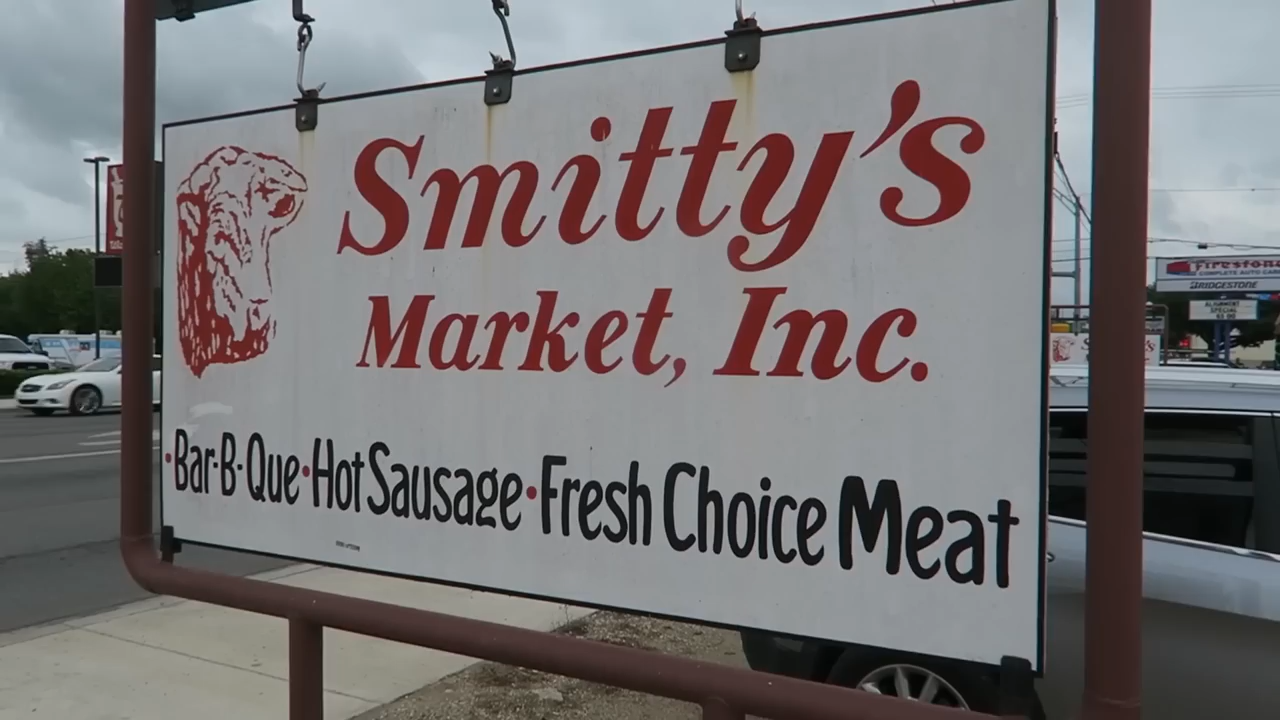 Smitty's
Market, Inc.
·Bar-B-Que·Hot Sausage·Fresh Choice Meat
Firestone
COMPLETE AUTO CARE
BRIDGESTONE
ALIGNMENT
SPECIAL